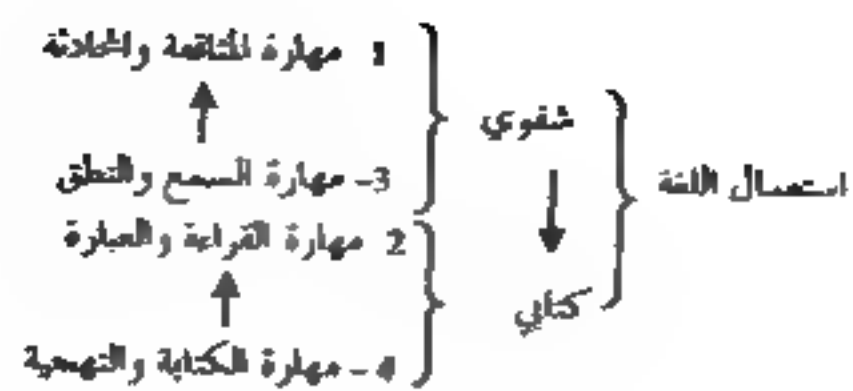 1 مهارة المثاقفة والمحادثة
شفوي
3- مهارة السمع والنطق
استعمال اللغة
2 مهارة القراءة والعبارة
كتابي
4- مهارة الكتابة والتهجية